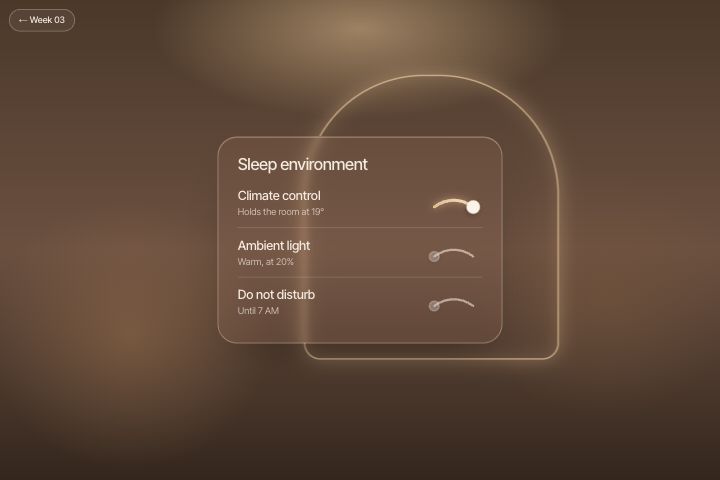 ← Week 03
Sleep environment
Climate control
Holds the room at 19°
Ambient light
Warm, at 20%
Do not disturb
Until 7 AM